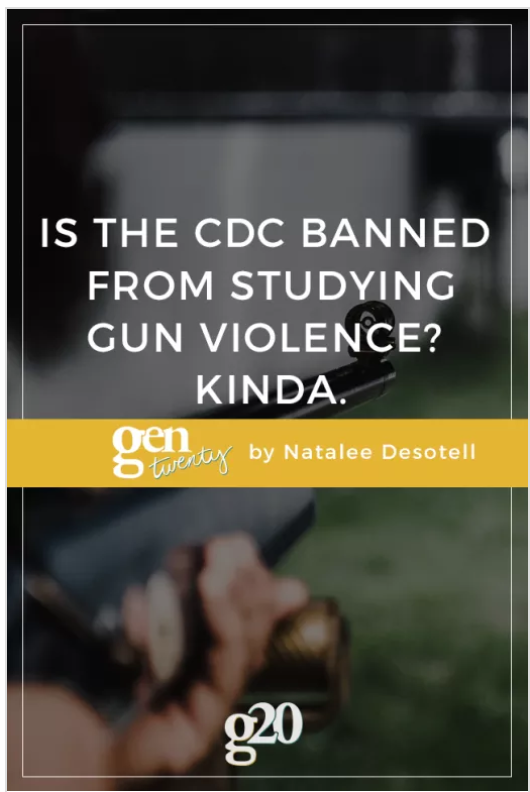 IS THE CDC BANNED
FROM STUDYING
GUN VIOLENCE?
KINDA.
gen
twenty
by Natalee Desotell
g20